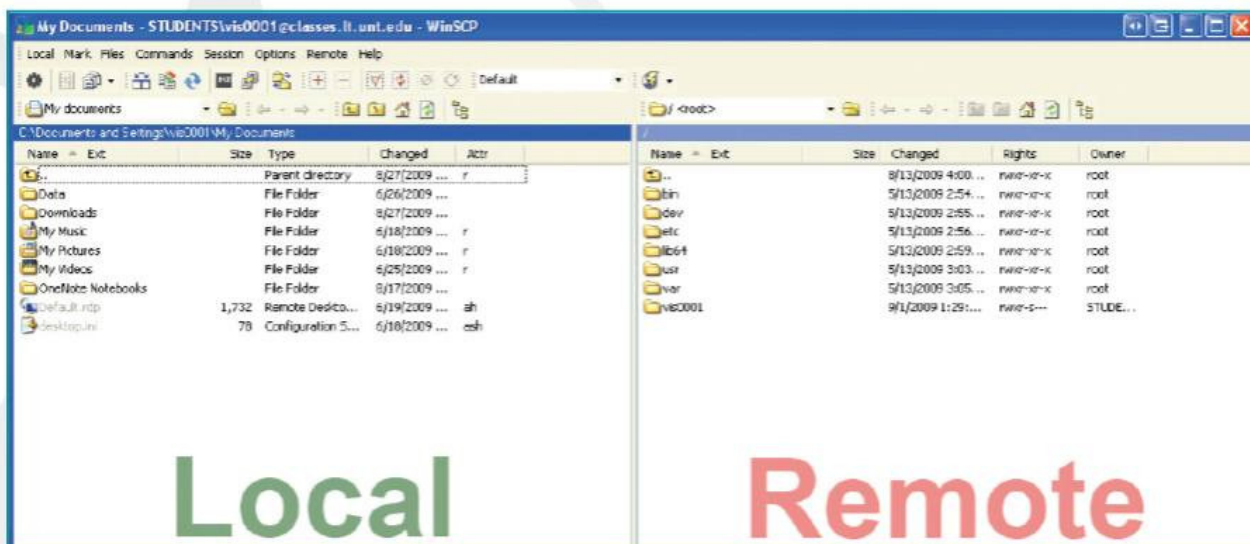 My Documents - STUDENTS\vis0001@classes.lt.unt.edu - WinSCP
Local Mark Files Commands Session Options Remote Help
Default
My documents
/ <root>
C:\Documents and Settings\vis0001\My Documents
/
Name Ext Size Type Changed Attr
Name Ext Size Changed Rights Owner
.. Parent directory 8/27/2009 ... r
.. 8/13/2009 4:00... rwxr-xr-x root
Data File Folder 6/26/2009 ...
bin 5/13/2009 2:54... rwxr-xr-x root
Downloads File Folder 8/27/2009 ...
dev 5/13/2009 2:55... rwxr-xr-x root
My Music File Folder 6/18/2009 ... r
etc 5/13/2009 2:56... rwxr-xr-x root
My Pictures File Folder 6/18/2009 ... r
lib64 5/13/2009 2:59... rwxr-xr-x root
My Videos File Folder 6/25/2009 ... r
usr 5/13/2009 3:03... rwxr-xr-x root
OneNote Notebooks File Folder 8/17/2009 ...
var 5/13/2009 3:05... rwxr-xr-x root
Default.rdp 1,732 Remote Deskto... 6/19/2009 ... ah
vis0001 9/1/2009 1:29:... rwxr-s--- STUDE...
desktop.ini 78 Configuration S... 6/18/2009 ... ash
Local
Remote